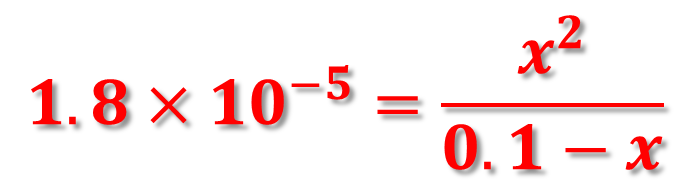 1.8 × 10⁻⁵ = x² / (0.1 − x)